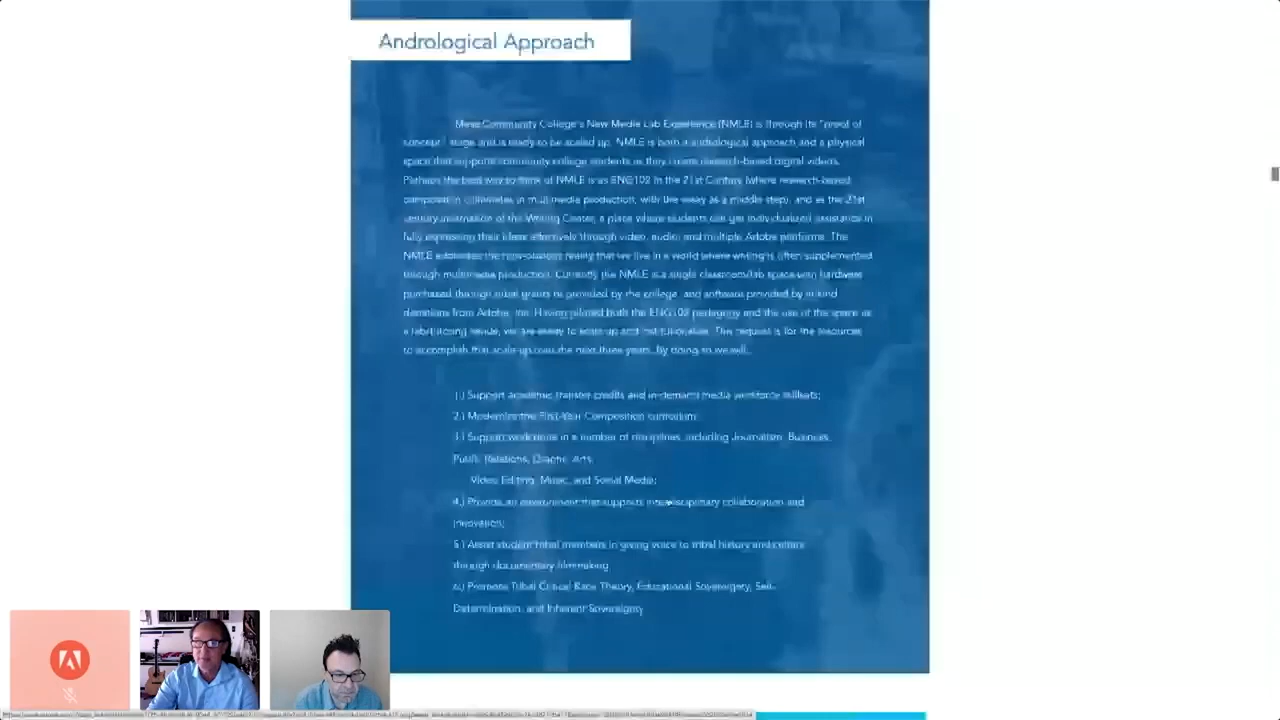 Andrological Approach
Mesa Community College's New Media Lab Experience (NMLE) is through its "proof of
concept" stage and is ready to be scaled up. NMLE is both a andrological approach and a physical
space that supports community college students as they create research-based digital videos.
Perhaps the best way to think of NMLE is as ENG102 in the 21st Century (where research-based
composition culminates in multimedia production, with the essay as a middle step), and as the 21st
century iteration of the Writing Center, a place where students can get individualized assistance in
fully expressing their ideas effectively through video, audio, and multiple Adobe platforms. The
NMLE addresses the now-obvious reality that we live in a world where writing is often supplemented
through multimedia production. Currently the NMLE is a single classroom/lab space with hardware
purchased through tribal grants or provided by the college, and software provided by in kind
donations from Adobe, Inc. Having piloted both the ENG102 pedagogy and the use of the space as
a lab/tutoring venue, we are ready to scale up and institutionalize. The request is for the resources
to accomplish that scale-up over the next three years. By doing so we will:
1.) Support academic transfer credits and in-demand media workforce skillsets;
2.) Modernize the First-Year Composition curriculum;
3.) Support workforce in a number of disciplines, including Journalism, Business,
Public Relations, Graphic Arts,
Video Editing, Music, and Social Media;
4.) Provide an environment that supports interdisciplinary collaboration and
innovation;
5.) Assist student tribal members in giving voice to tribal history and culture
through documentary filmmaking
6.) Promote Tribal Critical Race Theory, Educational Sovereignty, Self-
Determination, and Inherent Sovereignty